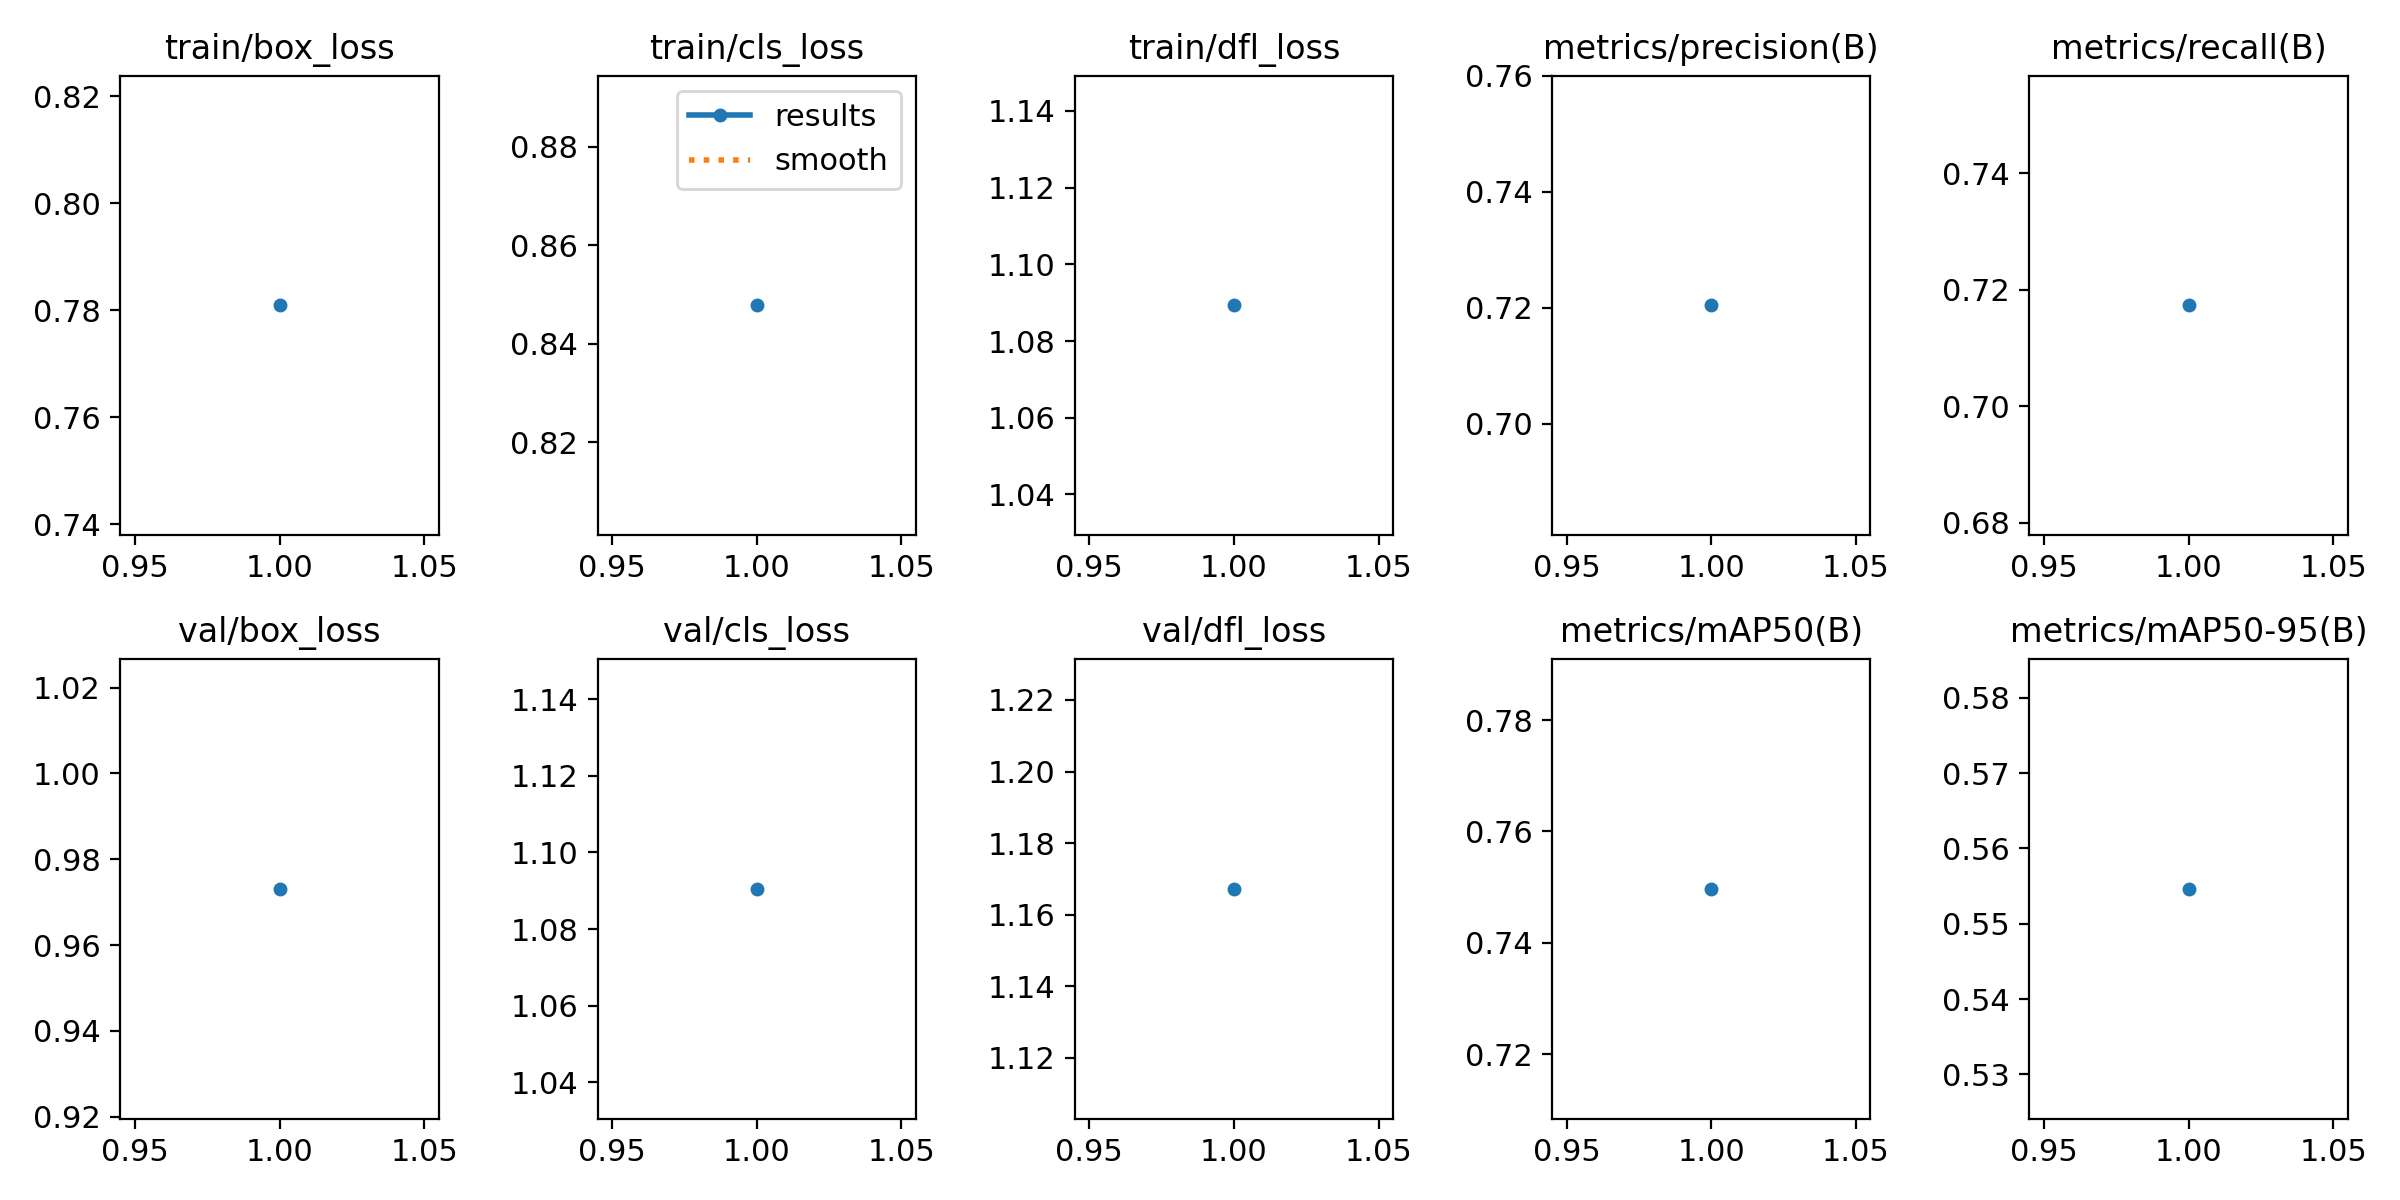 train/box_loss
0.82
0.80
0.78
0.76
0.74
0.95 1.00 1.05
train/cls_loss
results
smooth
0.88
0.86
0.84
0.82
0.95 1.00 1.05
train/dfl_loss
1.14
1.12
1.10
1.08
1.06
1.04
0.95 1.00 1.05
metrics/precision(B)
0.76
0.74
0.72
0.70
0.95 1.00 1.05
metrics/recall(B)
0.74
0.72
0.70
0.68
0.95 1.00 1.05
val/box_loss
1.02
1.00
0.98
0.96
0.94
0.92
0.95 1.00 1.05
val/cls_loss
1.14
1.12
1.10
1.08
1.06
1.04
0.95 1.00 1.05
val/dfl_loss
1.22
1.20
1.18
1.16
1.14
1.12
0.95 1.00 1.05
metrics/mAP50(B)
0.78
0.76
0.74
0.72
0.95 1.00 1.05
metrics/mAP50-95(B)
0.58
0.57
0.56
0.55
0.54
0.53
0.95 1.00 1.05